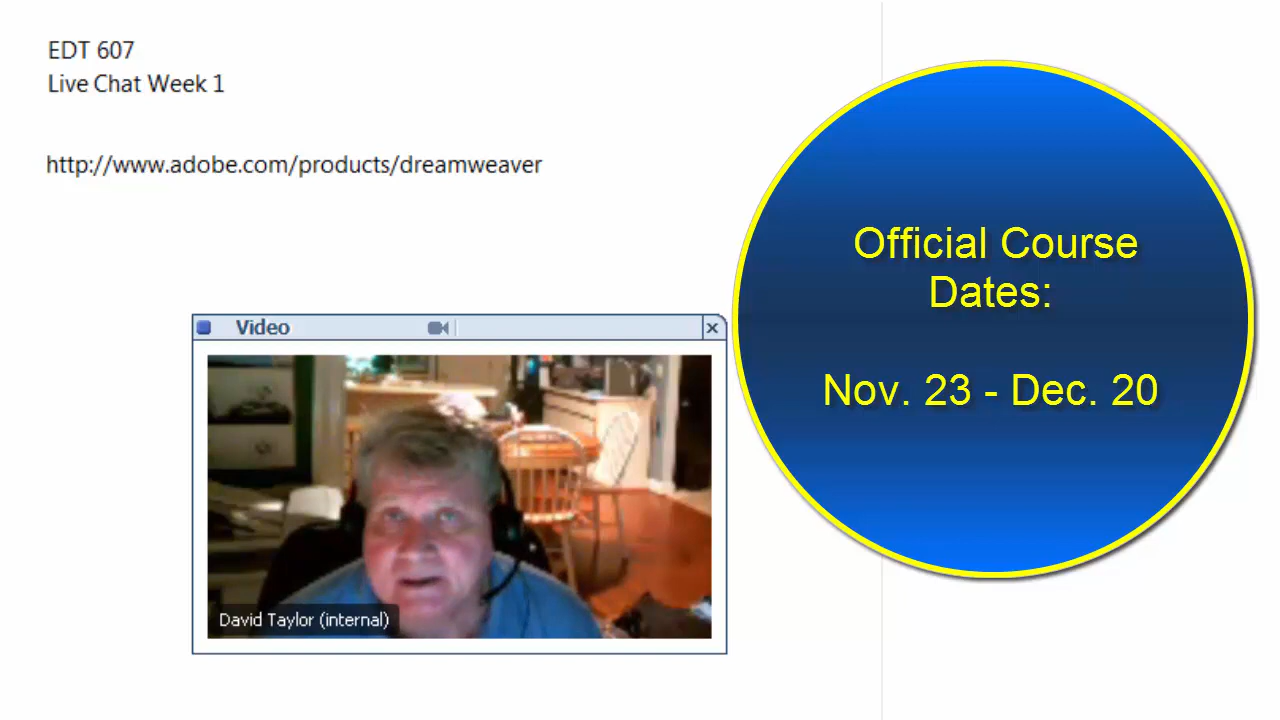 EDT 607
Live Chat Week 1
http://www.adobe.com/products/dreamweaver
Official Course
Dates:
Nov. 23 - Dec. 20
Video
David Taylor (internal)